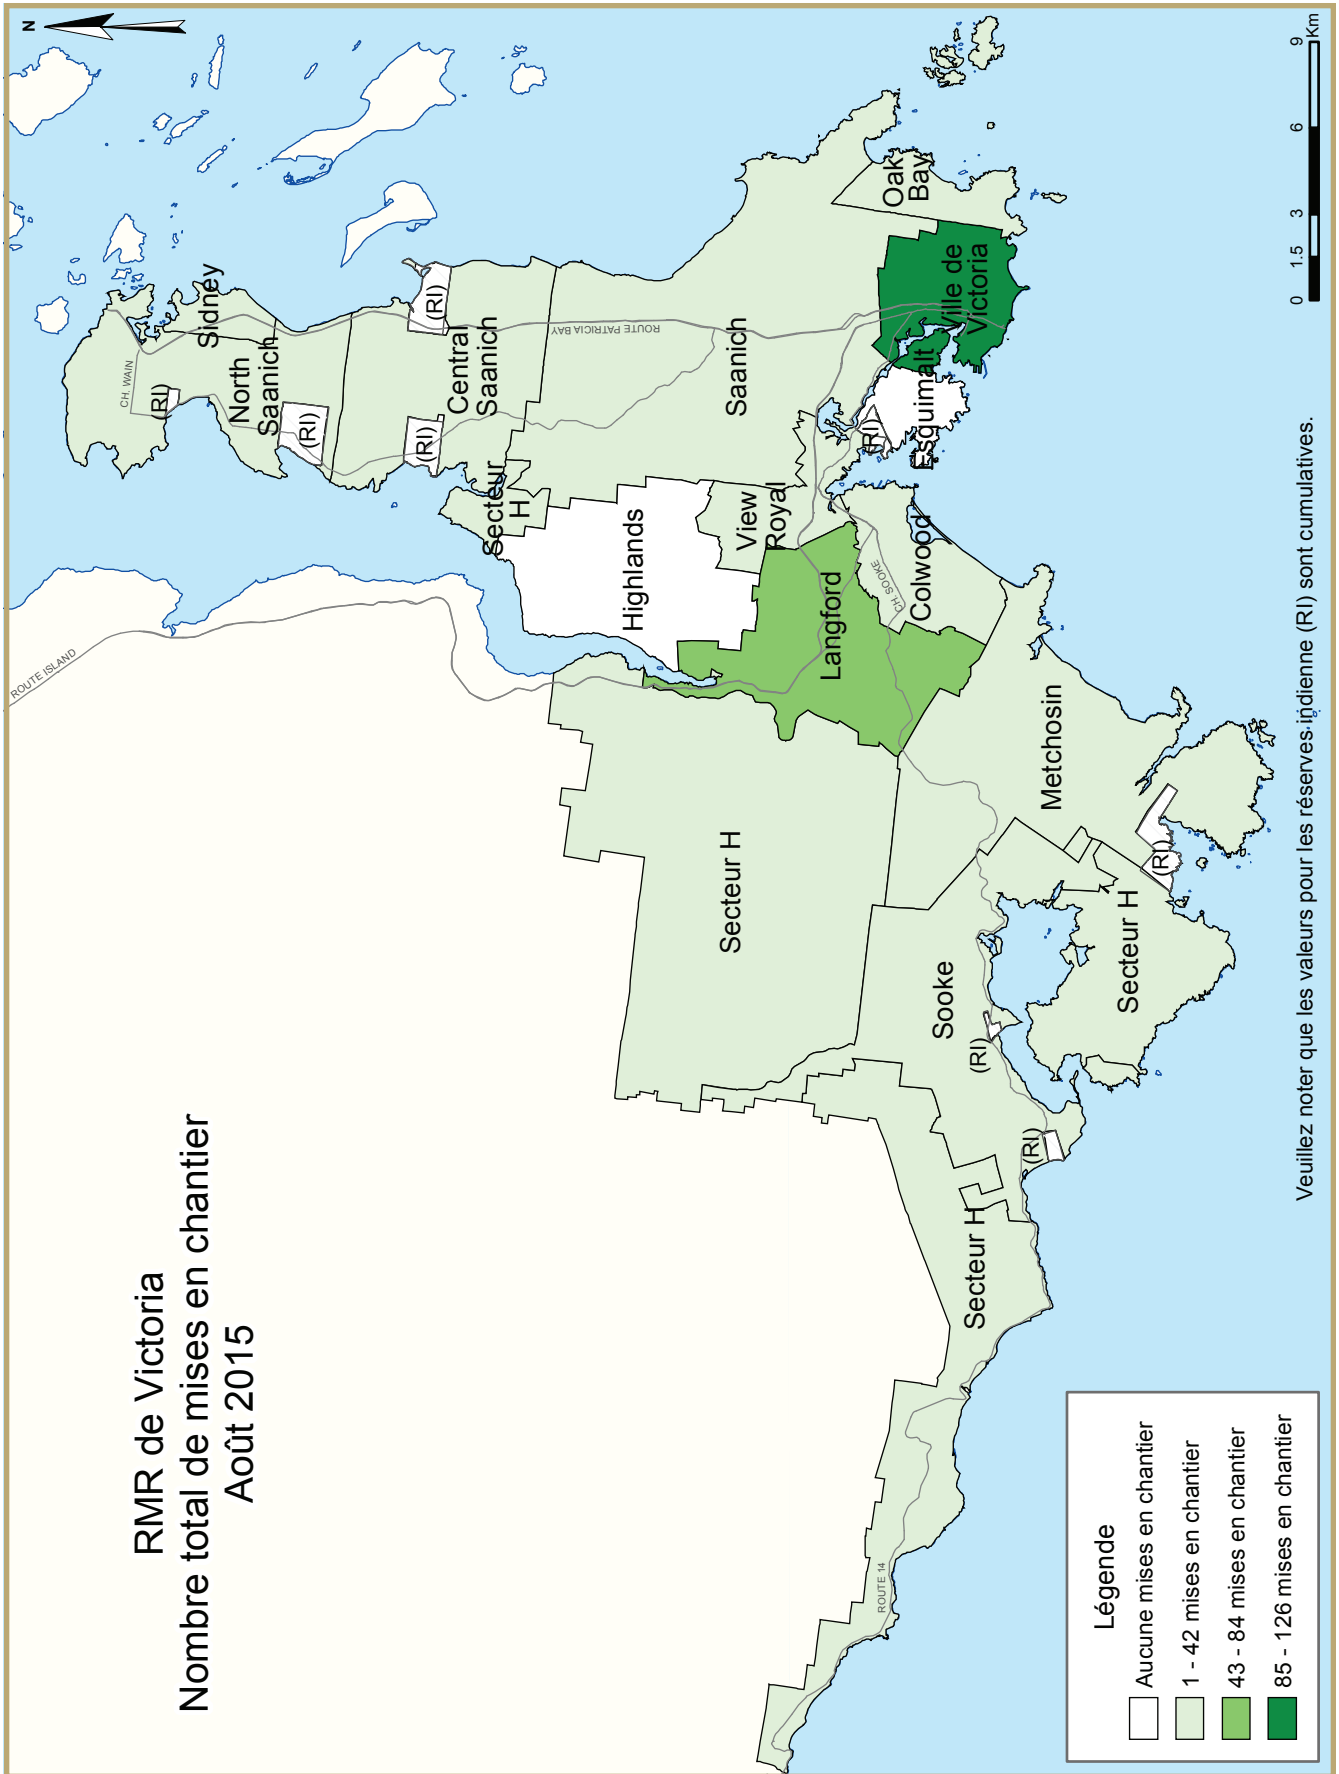 RMR de Victoria
Nombre total de mises en chantier
Août 2015
N
ROUTE ISLAND
CH. WAIN
Sidney
North
Saanich
(RI)
(RI)
(RI)
(RI)
Central
Saanich
ROUTE PATRICIA BAY
Saanich
Secteur
H
Highlands
View
Royal
Langford
Colwood
CH. SOOKE
Oak
Bay
Ville de
Victoria
Esquimalt
(RI)
Metchosin
(RI)
Secteur H
Sooke
(RI)
(RI)
Secteur H
Secteur H
ROUTE 14
Légende
Aucune mises en chantier
1 - 42 mises en chantier
43 - 84 mises en chantier
85 - 126 mises en chantier
0 1.5 3 6 9
Km
Veuillez noter que les valeurs pour les réserves indienne (RI) sont cumulatives.